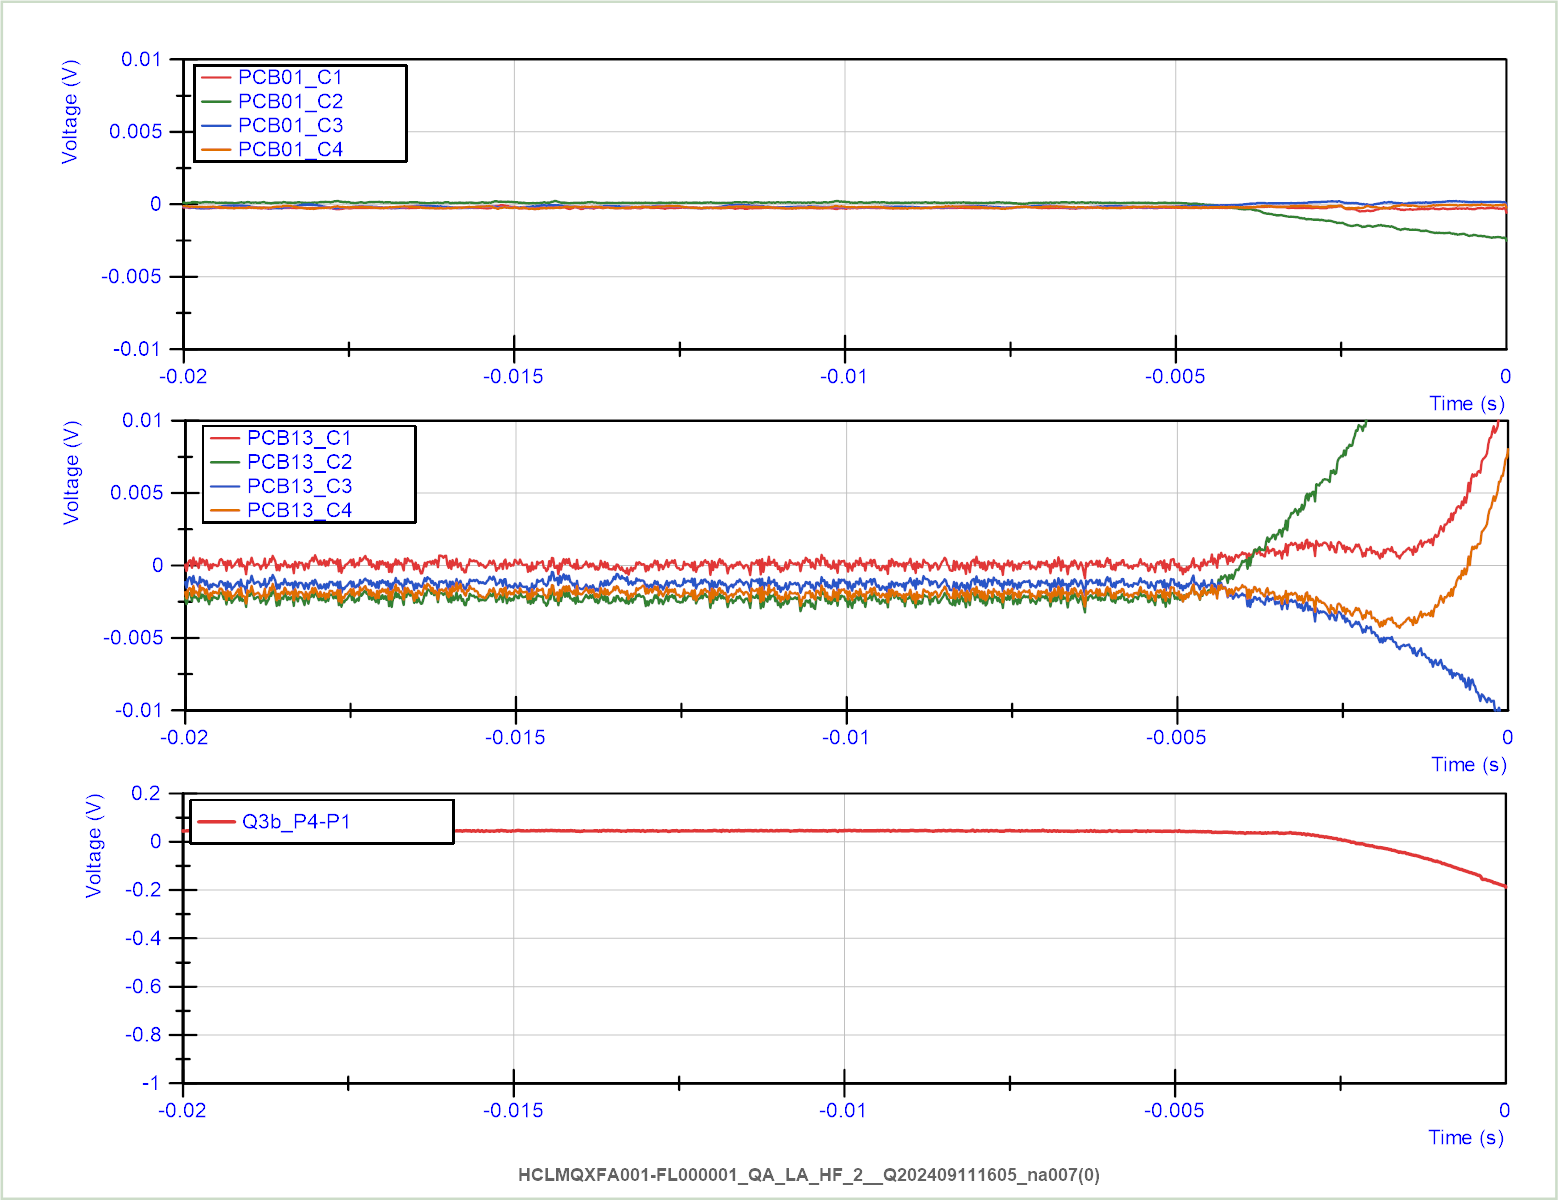 Voltage (V)
0.01
0.005
0
-0.005
-0.01
PCB01_C1
PCB01_C2
PCB01_C3
PCB01_C4
-0.02
-0.015
-0.01
-0.005
0
Time (s)
Voltage (V)
0.01
0.005
0
-0.005
-0.01
PCB13_C1
PCB13_C2
PCB13_C3
PCB13_C4
-0.02
-0.015
-0.01
-0.005
0
Time (s)
Voltage (V)
0.2
0
-0.2
-0.4
-0.6
-0.8
-1
Q3b_P4-P1
-0.02
-0.015
-0.01
-0.005
0
Time (s)
HCLMQXFA001-FL000001_QA_LA_HF_2__Q202409111605_na007(0)